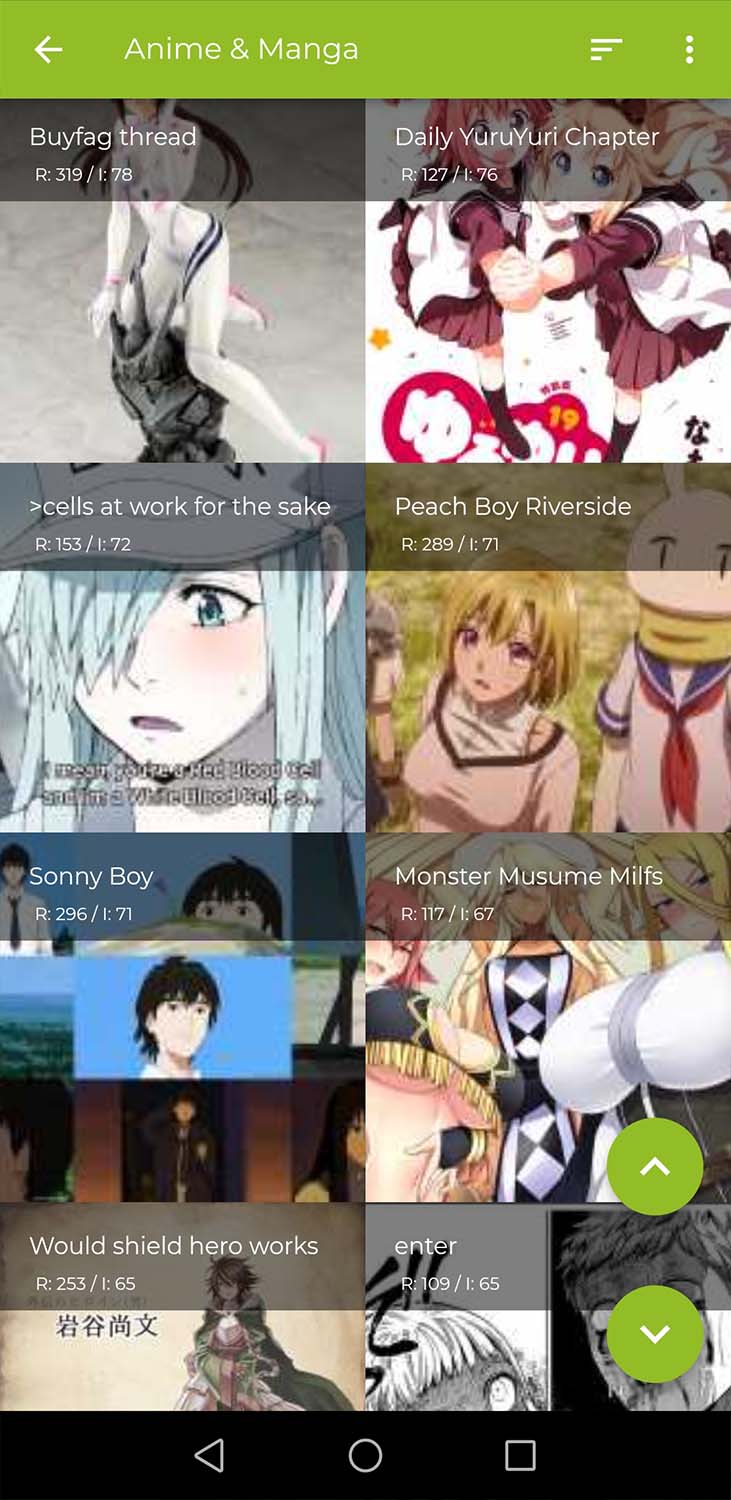 Anime & Manga
Buyfag thread
R: 319 / I: 78
Daily YuruYuri Chapter
R: 127 / I: 76
19
な
>cells at work for the sake
R: 153 / I: 72
I mean, you're a Red Blood Cell
and I'm a White Blood Cell, so...
Peach Boy Riverside
R: 289 / I: 71
Sonny Boy
R: 296 / I: 71
Monster Musume Milfs
R: 117 / I: 67
Would shield hero works
R: 253 / I: 65
岩谷尚文
enter
R: 109 / I: 65